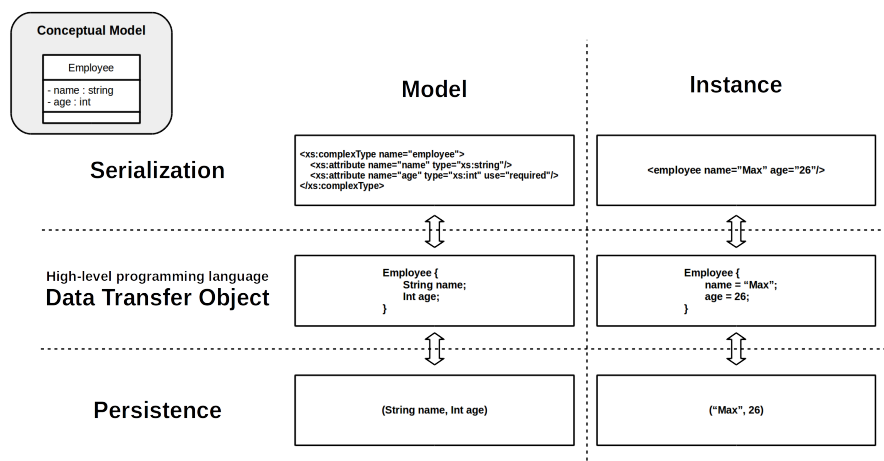 Conceptual Model
Employee
- name : string
- age : int
Model
Instance
Serialization
<xs:complexType name="employee">
<xs:attribute name="name" type="xs:string"/>
<xs:attribute name="age" type="xs:int" use="required"/>
</xs:complexType>
<employee name=”Max” age=”26”/>
High-level programming language
Data Transfer Object
Employee {
String name;
Int age;
}
Employee {
name = “Max”;
age = 26;
}
Persistence
(String name, Int age)
(“Max”, 26)